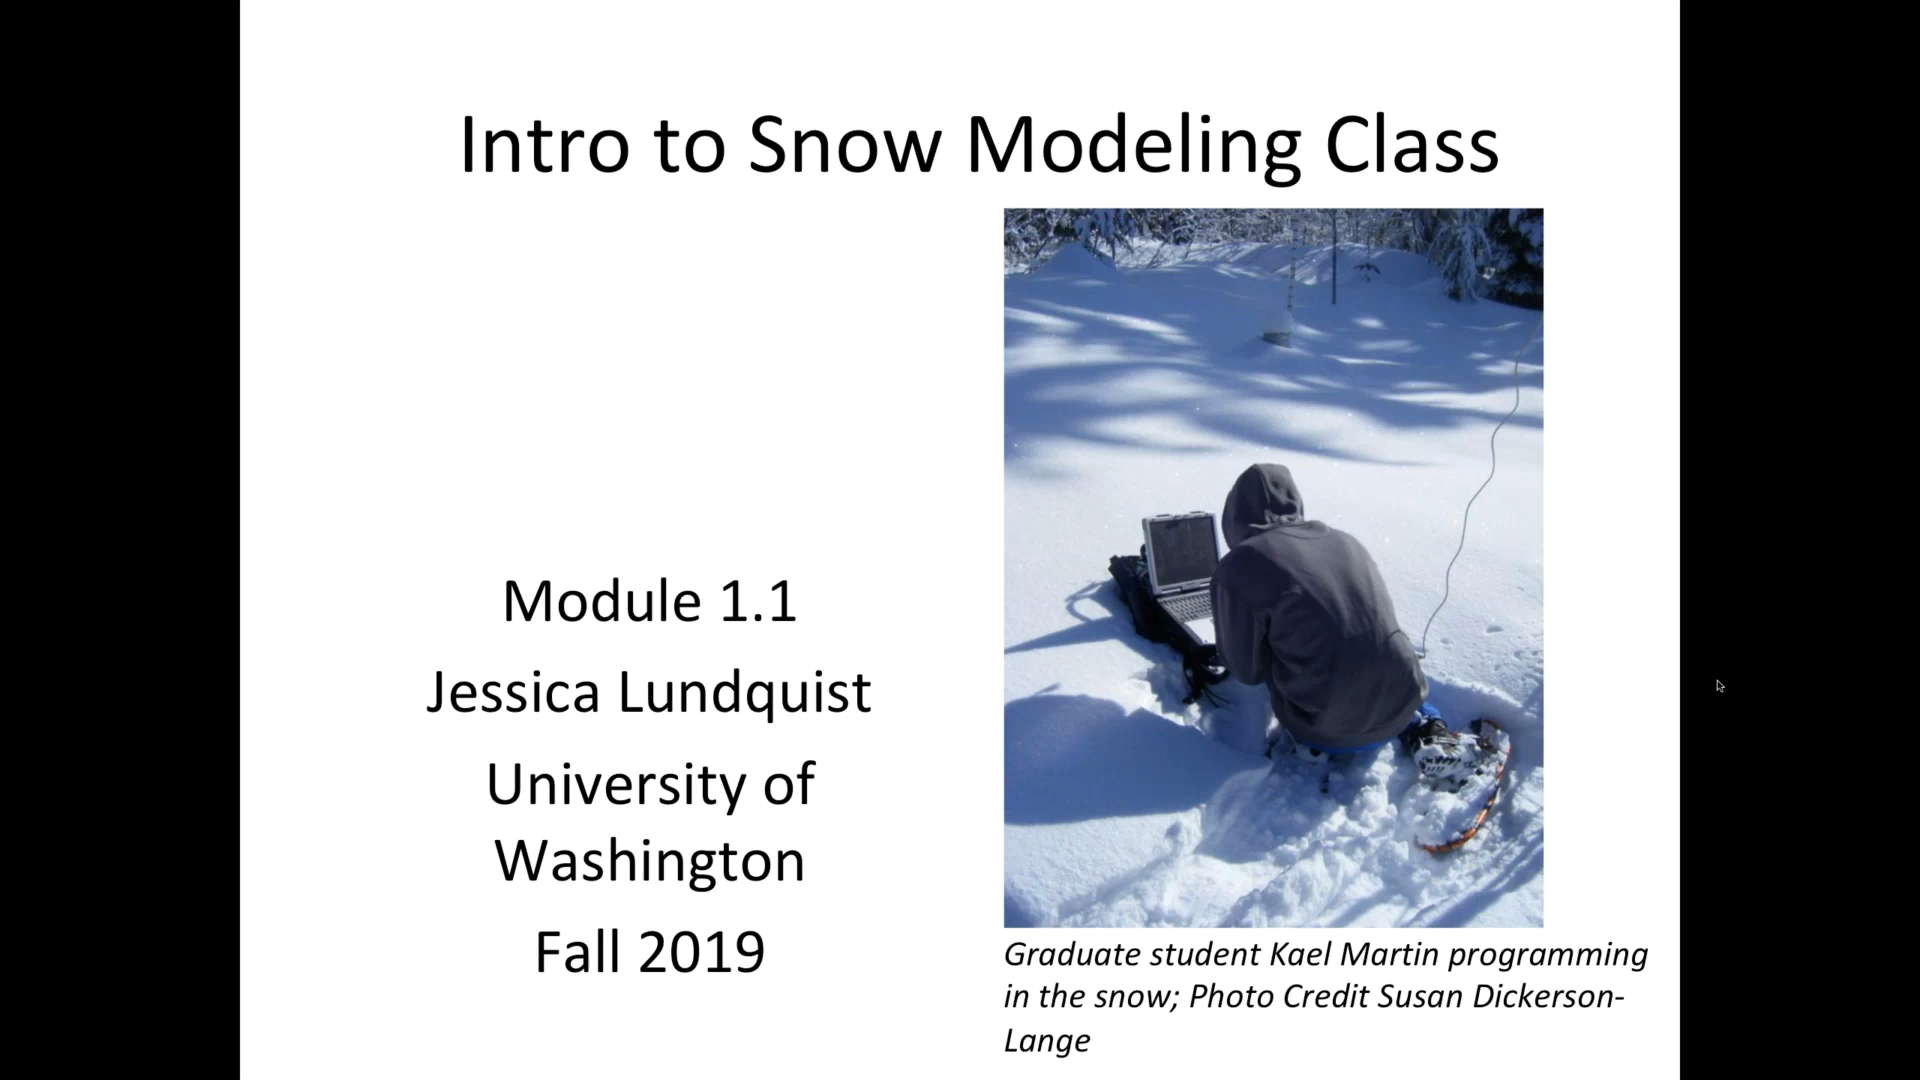 Intro to Snow Modeling Class
Module 1.1
Jessica Lundquist
University of
Washington
Fall 2019
Graduate student Kael Martin programming
in the snow; Photo Credit Susan Dickerson-
Lange